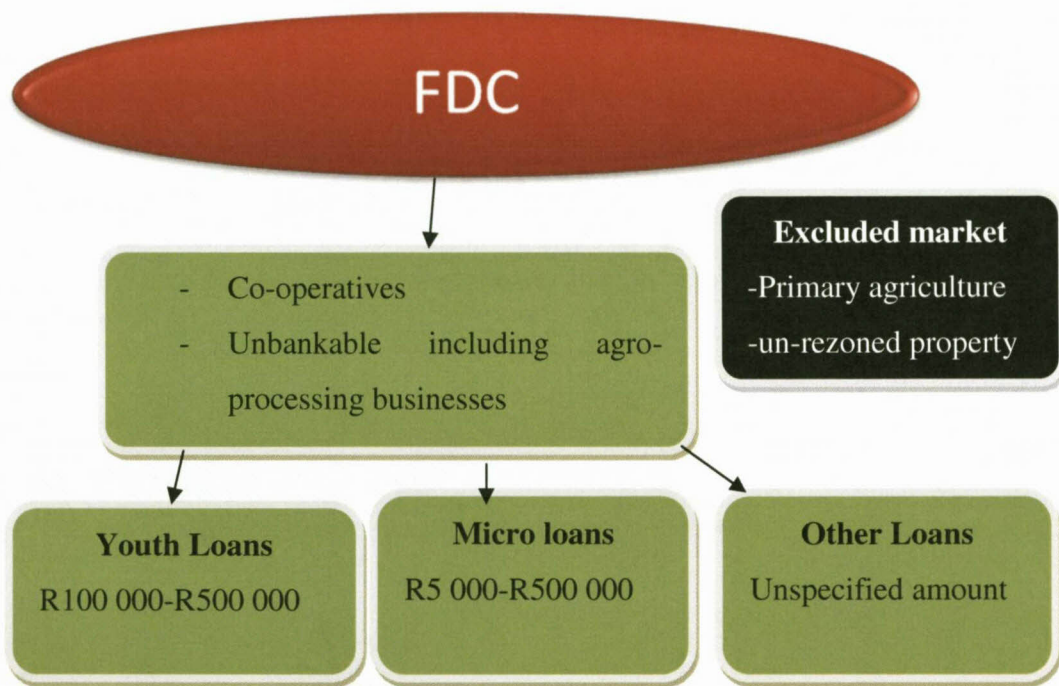 FDC
Excluded market
-Primary agriculture
-un-rezoned property
- Co-operatives
- Unbankable including agro-
processing businesses
Youth Loans
R100 000-R500 000
Micro loans
R5 000-R500 000
Other Loans
Unspecified amount